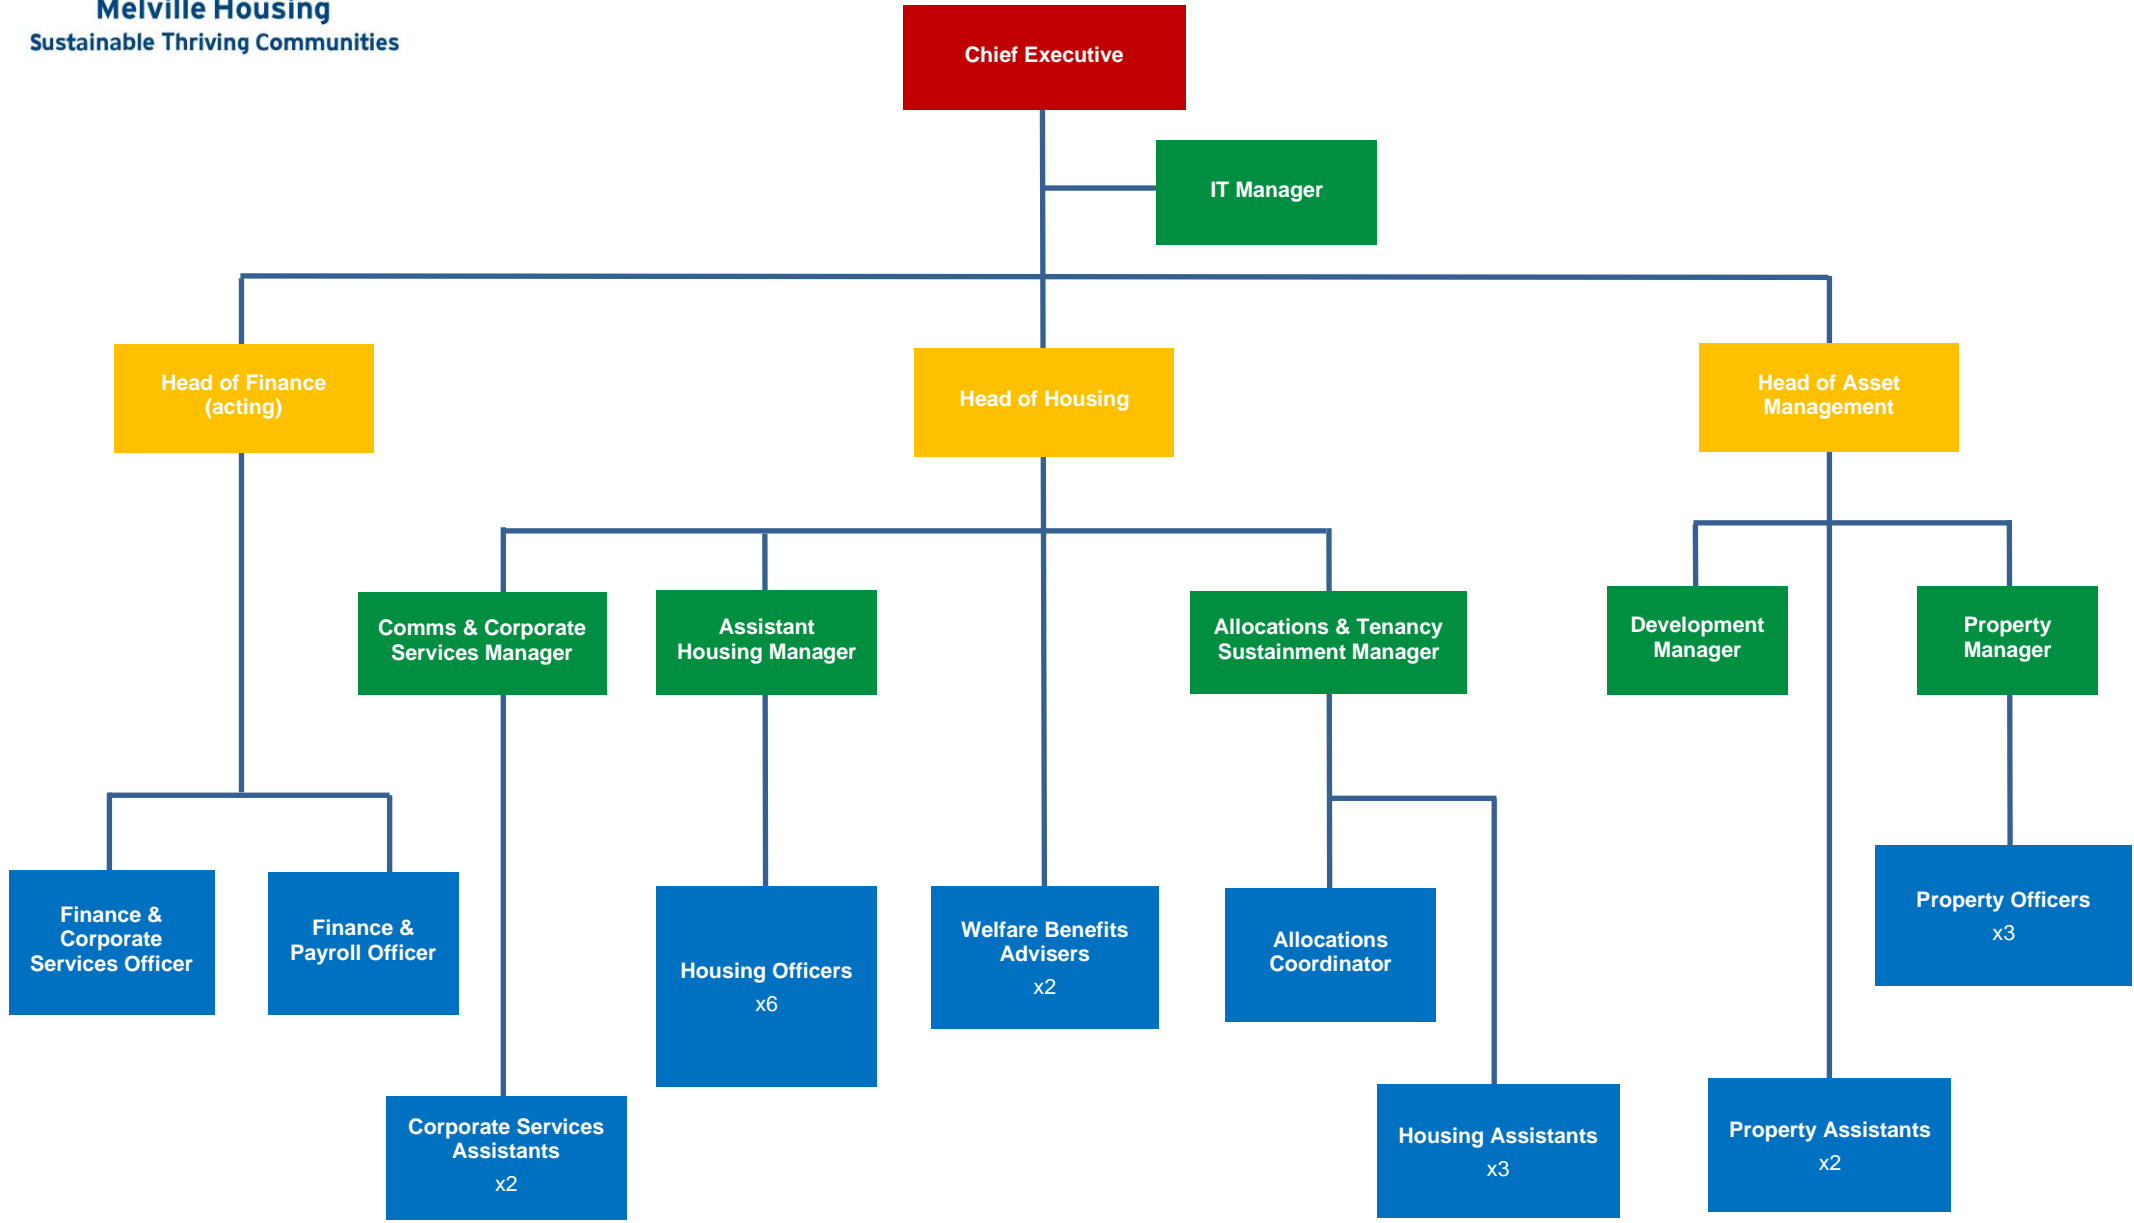 Melville Housing
Sustainable Thriving Communities
Chief Executive
IT Manager
Head of Finance
(acting)
Head of Housing
Head of Asset
Management
Comms & Corporate
Services Manager
Assistant
Housing Manager
Allocations & Tenancy
Sustainment Manager
Development
Manager
Property
Manager
Finance &
Corporate
Services Officer
Finance &
Payroll Officer
Housing Officers
x6
Welfare Benefits
Advisers
x2
Allocations
Coordinator
Property Officers
x3
Corporate Services
Assistants
x2
Housing Assistants
x3
Property Assistants
x2